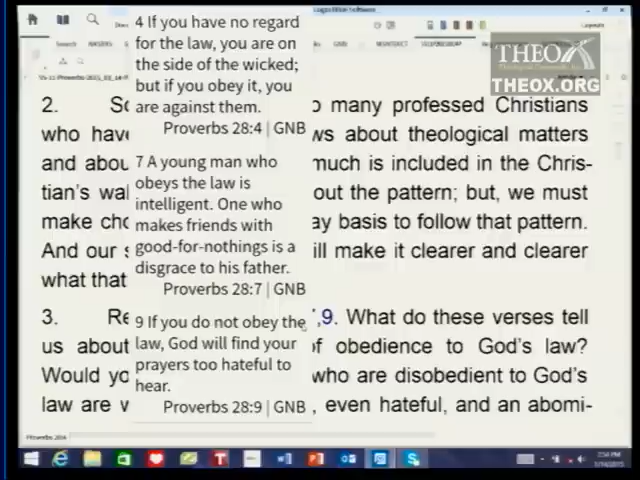 Logos Bible Software
4 If you have no regard
for the law, you are on
the side of the wicked;
but if you obey it, you
are against them.
Proverbs 28:4 | GNB
7 A young man who
obeys the law is
intelligent. One who
makes friends with
good-for-nothings is a
disgrace to his father.
Proverbs 28:7 | GNB
9 If you do not obey the
law, God will find your
prayers too hateful to
hear.
Proverbs 28:9 | GNB
THEOX
THEOX.ORG
Layouts
Search
2. So
o many professed Christians
who have
ws about theological matters
and abou
much is included in the Chris-
tian's wal
out the pattern; but, we must
make cho
ay basis to follow that pattern.
And our s
ill make it clearer and clearer
what that
3. Re
,9. What do these verses tell
us about
of obedience to God's law?
Would yo
who are disobedient to God's
law are w
, even hateful, and an abomi-